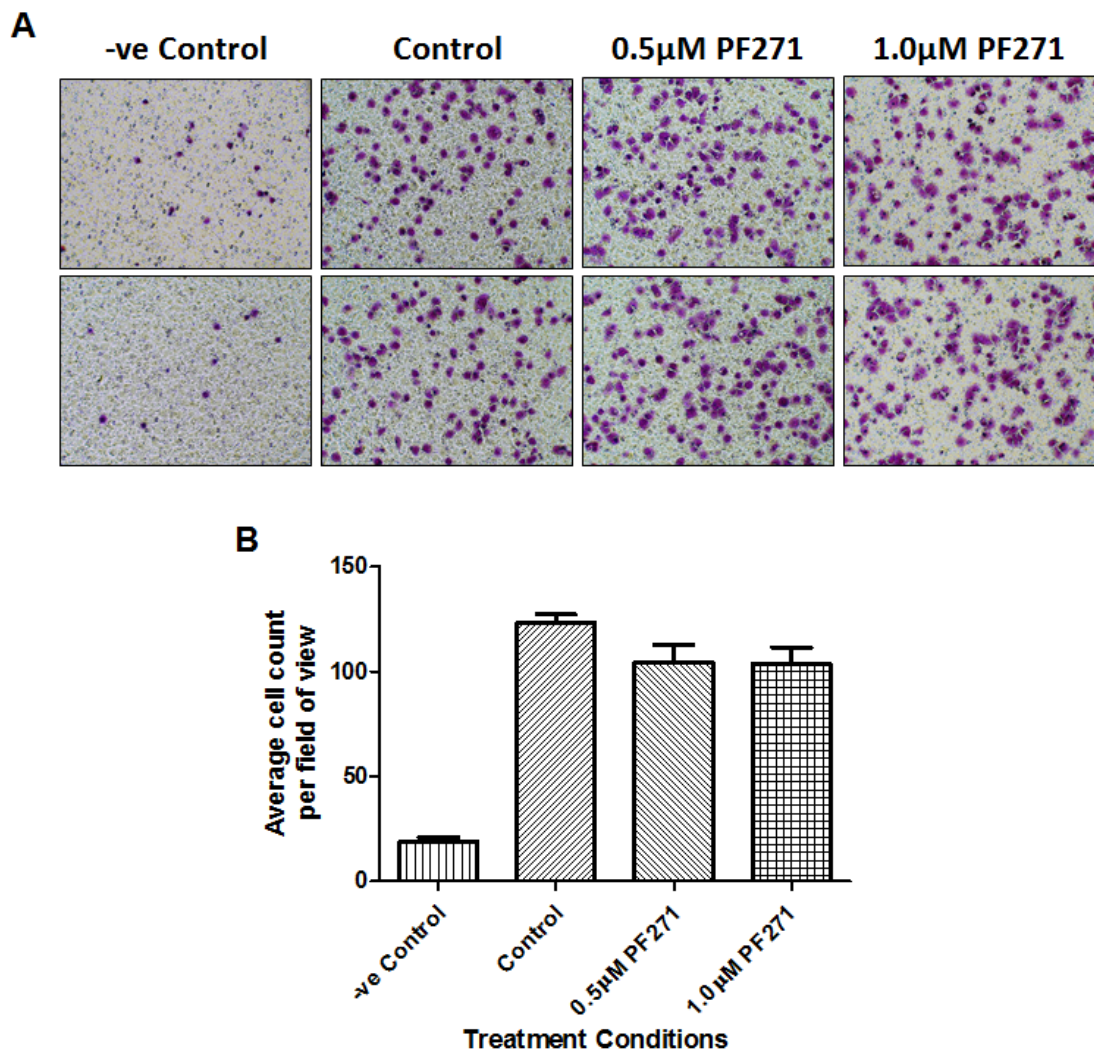 A
-ve Control Control 0.5µM PF271 1.0µM PF271
B
Average cell count
per field of view
150
100
50
0
-ve Control
Control
0.5µM PF271
1.0µM PF271
Treatment Conditions